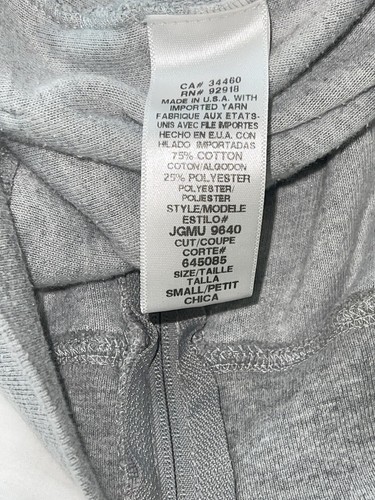 CA# 34460
RN# 92918
MADE IN U.S.A. WITH
IMPORTED YARN
FABRIQUE AUX ETATS-
UNIS AVEC FILE IMPORTES
HECHO EN E.U.A. CON
HILADO IMPORTADAS
75% COTTON
COTON/ALGODON
25% POLYESTER
POLYESTER/
POLIESTER
STYLE/MODELE
ESTILO#
JGMU 9640
CUT/COUPE
CORTE#
645085
SIZE/TAILLE
TALLA
SMALL/PETIT
CHICA